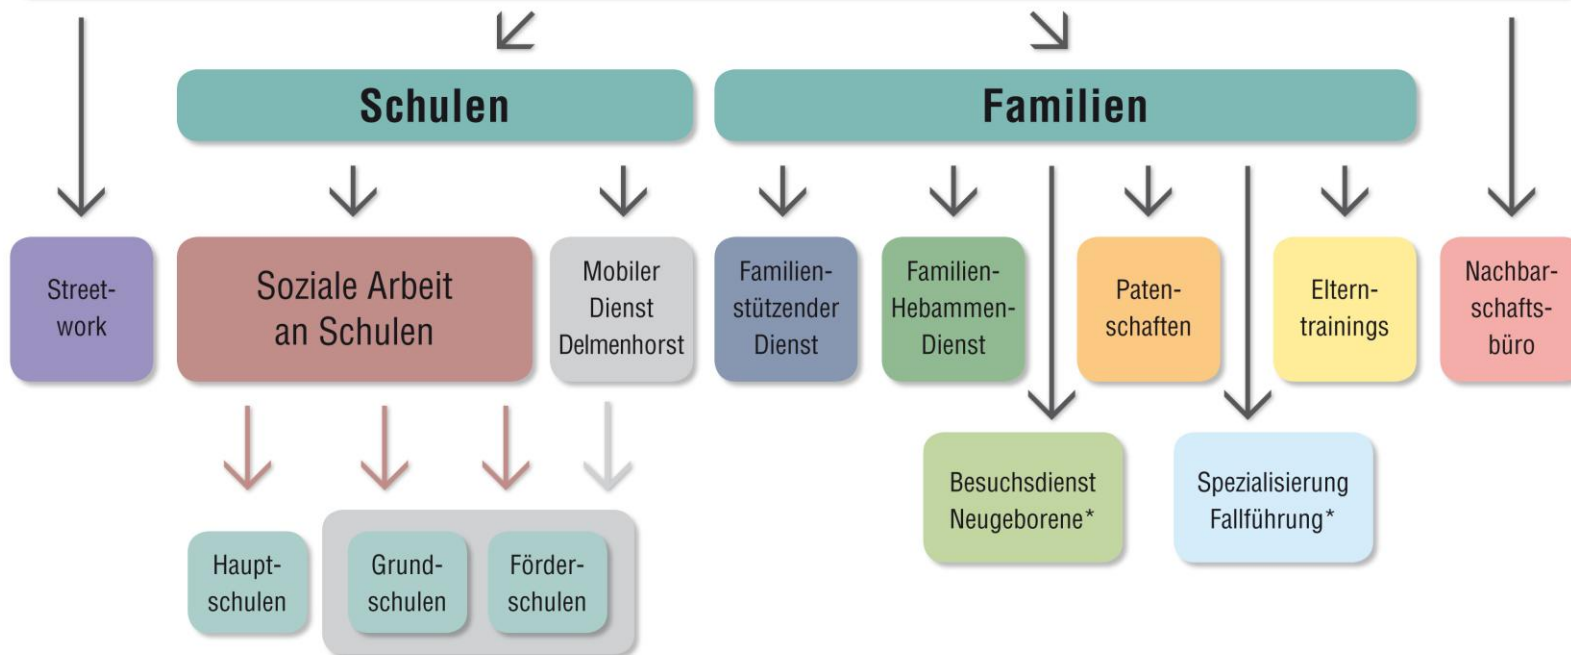 Schulen
Familien
Street-
work
Soziale Arbeit
an Schulen
Mobiler
Dienst
Delmenhorst
Familien-
stützender
Dienst
Familien-
Hebammen-
Dienst
Paten-
schaften
Eltern-
trainings
Nachbar-
schafts-
büro
Besuchsdienst
Neugeborene*
Spezialisierung
Fallführung*
Haupt-
schulen
Grund-
schulen
Förder-
schulen